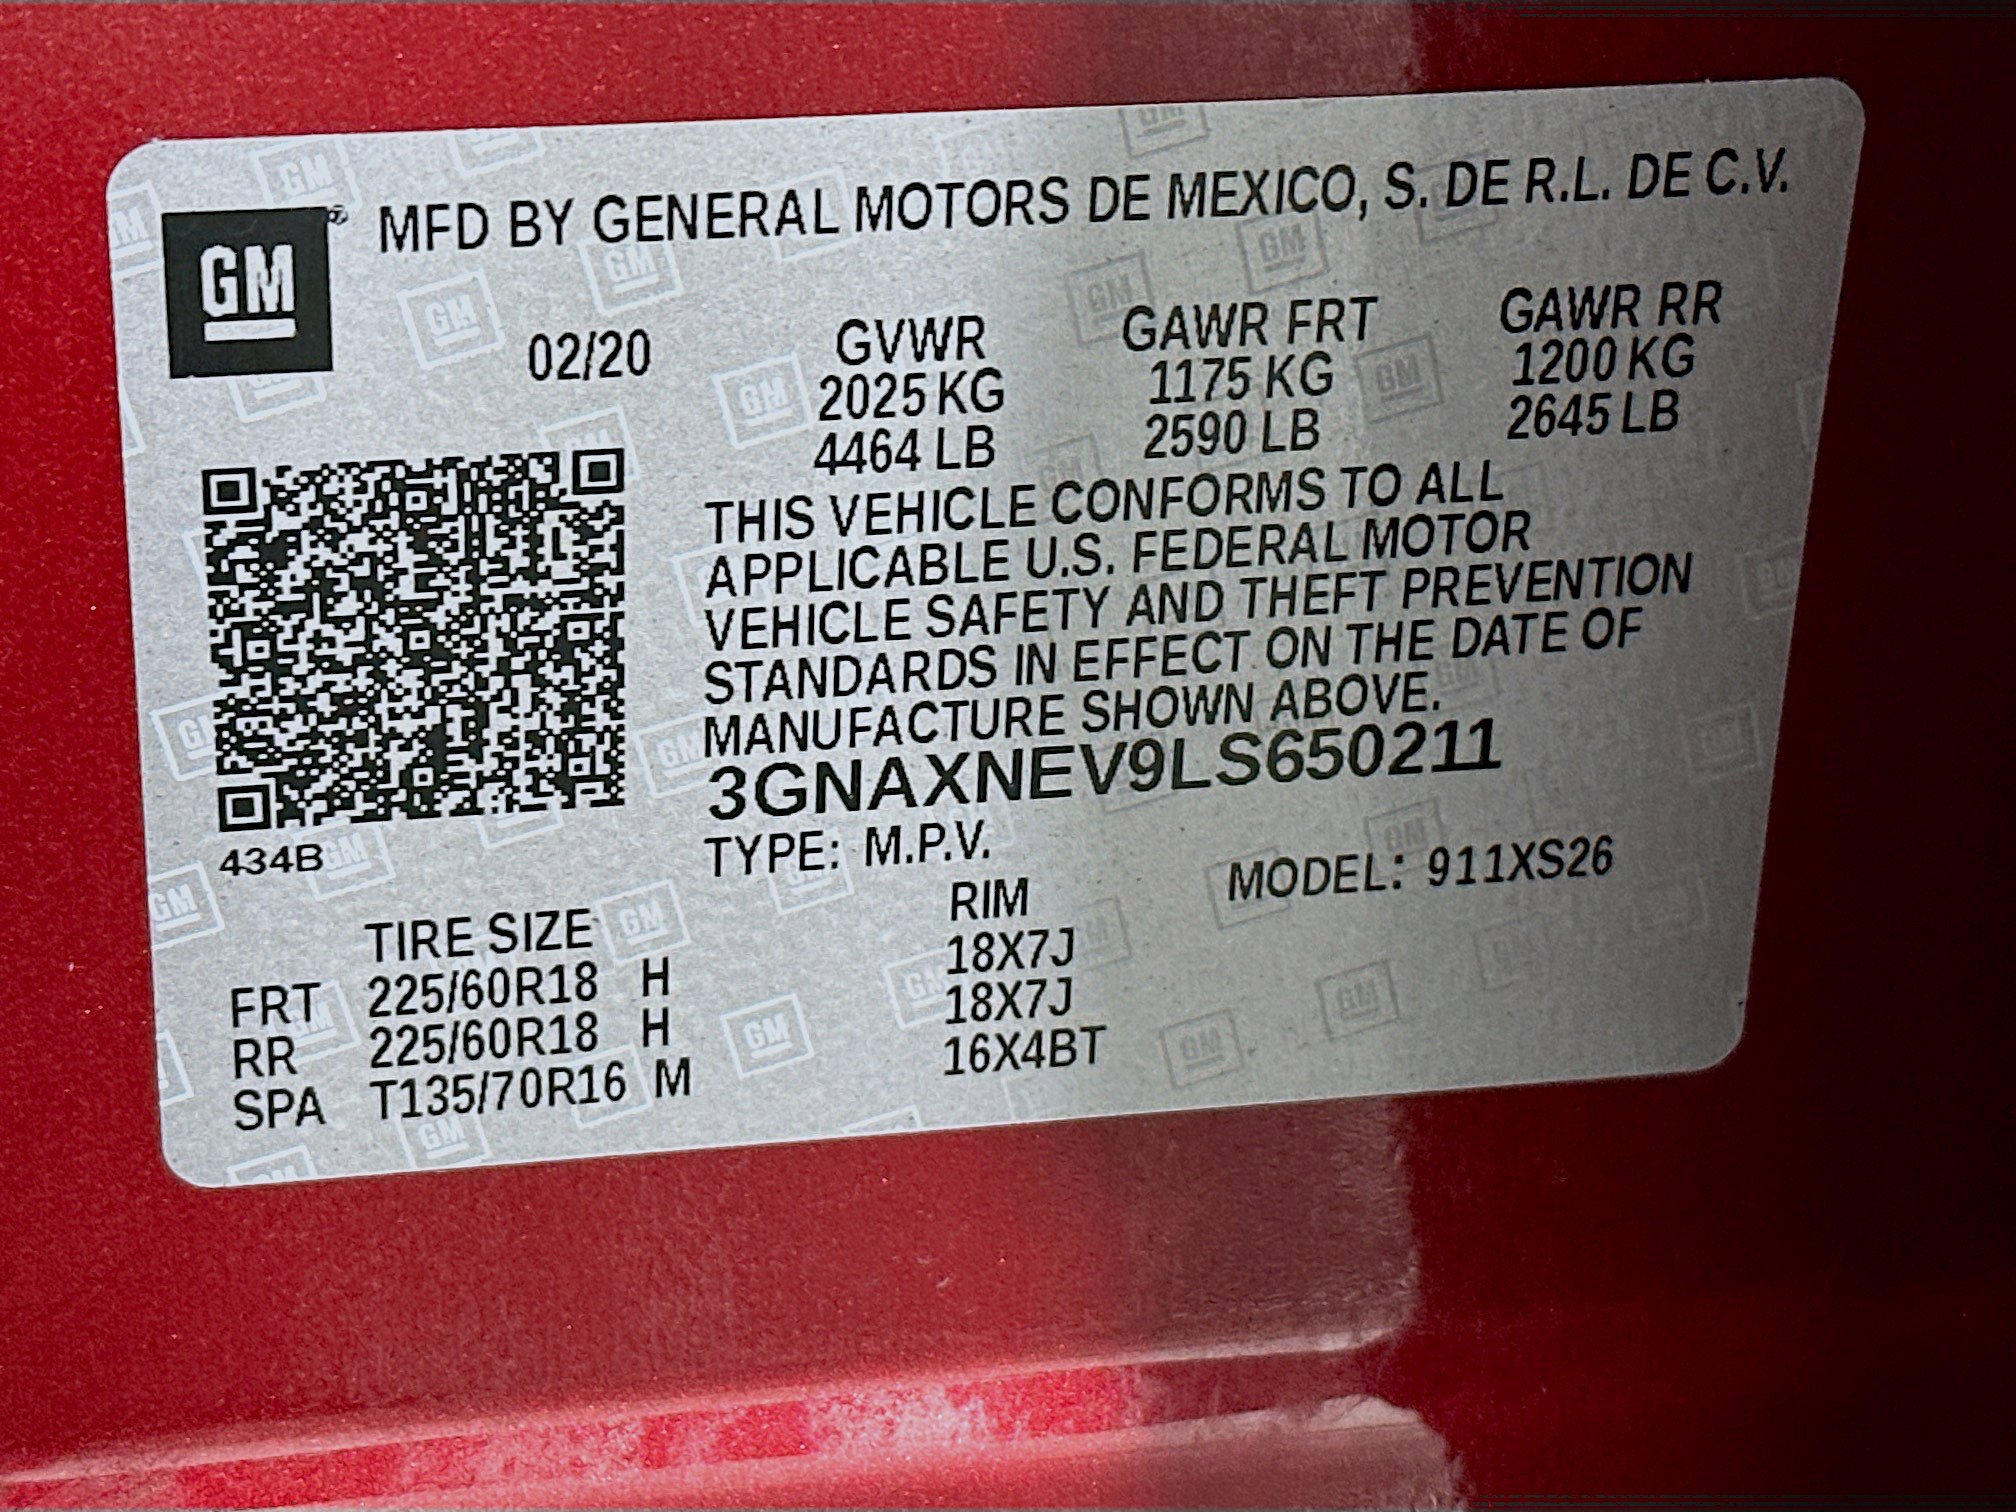 GM
MFD BY GENERAL MOTORS DE MEXICO, S. DE R.L. DE C.V.
02/20
GVWR GAWR FRT GAWR RR
2025 KG 1175 KG 1200 KG
4464 LB 2590 LB 2645 LB
THIS VEHICLE CONFORMS TO ALL
APPLICABLE U.S. FEDERAL MOTOR
VEHICLE SAFETY AND THEFT PREVENTION
STANDARDS IN EFFECT ON THE DATE OF
MANUFACTURE SHOWN ABOVE.
3GNAXNEV9LS650211
434B
TYPE: M.P.V. MODEL: 911XS26
TIRE SIZE RIM
FRT 225/60R18 H 18X7J
RR 225/60R18 H 18X7J
SPA T135/70R16 M 16X4BT